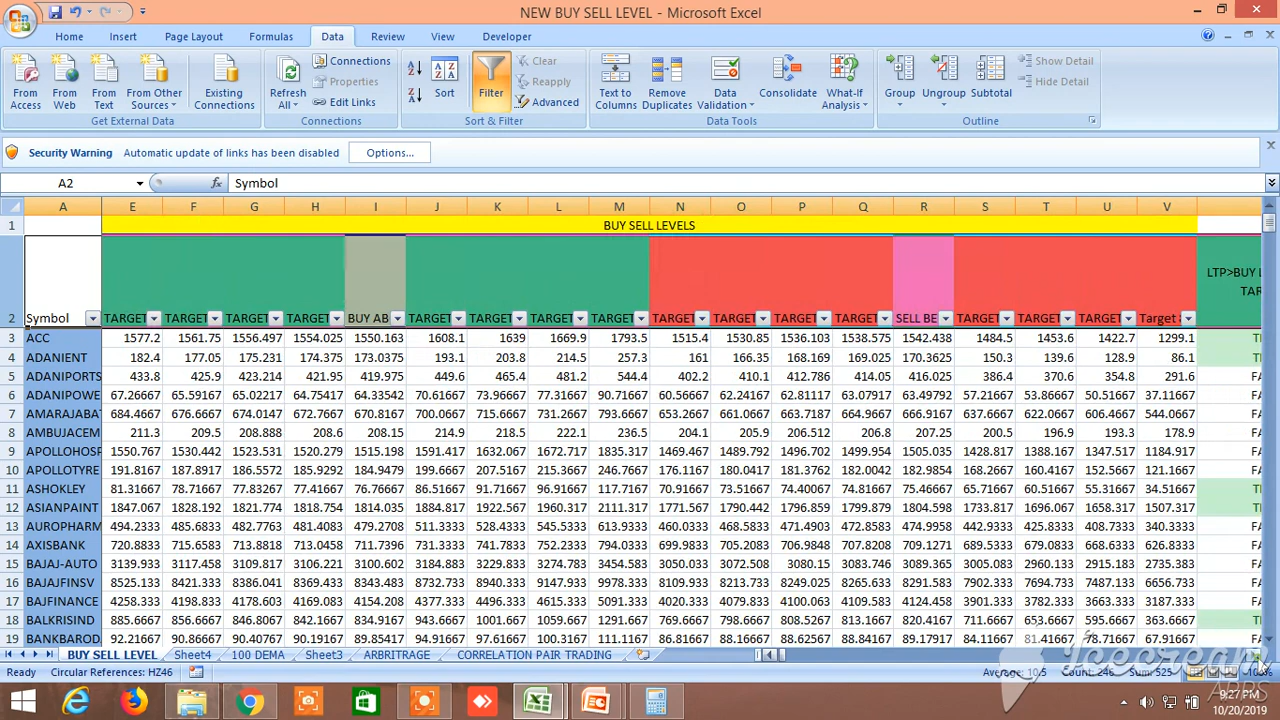 NEW BUY SELL LEVEL - Microsoft Excel
Home Insert Page Layout Formulas Data Review View Developer
From Access From Web From Text From Other Sources Existing Connections Refresh All Connections Properties Edit Links Sort Filter Clear Reapply Advanced Text to Columns Remove Duplicates Data Validation Consolidate What-If Analysis Group Ungroup Subtotal Show Detail Hide Detail
Get External Data Connections Sort & Filter Data Tools Outline
Security Warning Automatic update of links has been disabled Options...
A2 fx Symbol
A E F G H I J K L M N O P Q R S T U V
1 BUY SELL LEVELS
LTP>BUY
2 Symbol TARGET TARGET TARGET TARGET BUY AB TARGET TARGET TARGET TARGET TARGET TARGET TARGET TARGET SELL BE TARGET TARGET TARGET Target
3 ACC 1577.2 1561.75 1556.497 1554.025 1550.163 1608.1 1639 1669.9 1793.5 1515.4 1530.85 1536.103 1538.575 1542.438 1484.5 1453.6 1422.7 1299.1
4 ADANIENT 182.4 177.05 175.231 174.375 173.0375 193.1 203.8 214.5 257.3 161 166.35 168.169 169.025 170.3625 150.3 139.6 128.9 86.1
5 ADANIPORTS 433.8 425.9 423.214 421.95 419.975 449.6 465.4 481.2 544.4 402.2 410.1 412.786 414.05 416.025 386.4 370.6 354.8 291.6
6 ADANIPOWE 67.26667 65.59167 65.02217 64.75417 64.33542 70.61667 73.96667 77.31667 90.71667 60.56667 62.24167 62.81117 63.07917 63.49792 57.21667 53.86667 50.51667 37.11667
7 AMARAJABAT 684.4667 676.6667 674.0147 672.7667 670.8167 700.0667 715.6667 731.2667 793.6667 653.2667 661.0667 663.7187 664.9667 666.9167 637.6667 622.0667 606.4667 544.0667
8 AMBUJACEM 211.3 209.5 208.888 208.6 208.15 214.9 218.5 222.1 236.5 204.1 205.9 206.512 206.8 207.25 200.5 196.9 193.3 178.9
9 APOLLOHOSP 1550.767 1530.442 1523.531 1520.279 1515.198 1591.417 1632.067 1672.717 1835.317 1469.467 1489.792 1496.702 1499.954 1505.035 1428.817 1388.167 1347.517 1184.917
10 APOLLOTYRE 191.8167 187.8917 186.5572 185.9292 184.9479 199.6667 207.5167 215.3667 246.7667 176.1167 180.0417 181.3762 182.0042 182.9854 168.2667 160.4167 152.5667 121.1667
11 ASHOKLEY 81.31667 78.71667 77.83267 77.41667 76.76667 86.51667 91.71667 96.91667 117.7167 70.91667 73.51667 74.40067 74.81667 75.46667 65.71667 60.51667 55.31667 34.51667
12 ASIANPAINT 1847.067 1828.192 1821.774 1818.754 1814.035 1884.817 1922.567 1960.317 2111.317 1771.567 1790.442 1796.859 1799.879 1804.598 1733.817 1696.067 1658.317 1507.317
13 AUROPHARM 494.2333 485.6833 482.7763 481.4083 479.2708 511.3333 528.4333 545.5333 613.9333 460.0333 468.5833 471.4903 472.8583 474.9958 442.9333 425.8333 408.7333 340.3333
14 AXISBANK 720.8833 715.6583 713.8818 713.0458 711.7396 731.3333 741.7833 752.2333 794.0333 699.9833 705.2083 706.9848 707.8208 709.1271 689.5333 679.0833 668.6333 626.8333
15 BAJAJ-AUTO 3139.933 3117.458 3109.817 3106.221 3100.602 3184.883 3229.833 3274.783 3454.583 3050.033 3072.508 3080.15 3083.746 3089.365 3005.083 2960.133 2915.183 2735.383
16 BAJAJFINSV 8525.133 8421.333 8386.041 8369.433 8343.483 8732.733 8940.333 9147.933 9978.333 8109.933 8213.733 8249.025 8265.633 8291.583 7902.333 7694.733 7487.133 6656.733
17 BAJFINANCE 4258.333 4198.833 4178.603 4169.083 4154.208 4377.333 4496.333 4615.333 5091.333 4020.333 4079.833 4100.063 4109.583 4124.458 3901.333 3782.333 3663.333 3187.333
18 BALKRISIND 885.6667 856.6667 846.8067 842.1667 834.9167 943.6667 1001.667 1059.667 1291.667 769.6667 798.6667 808.5267 813.1667 820.4167 711.6667 653.6667 595.6667 363.6667
19 BANKBAROD 92.21667 90.86667 90.40767 90.19167 89.85417 94.91667 97.61667 100.3167 111.1167 86.81667 88.16667 88.62567 88.84167 89.17917 84.11667 81.41667 78.71667 67.91667
BUY SELL LEVEL Sheet4 100 DEMA Sheet3 ARBRITRAGE CORRELATION PAIR TRADING
Ready Circular References: HZ46 Count: 246 100%
Icecream
APPS
9:27 PM
10/20/2019